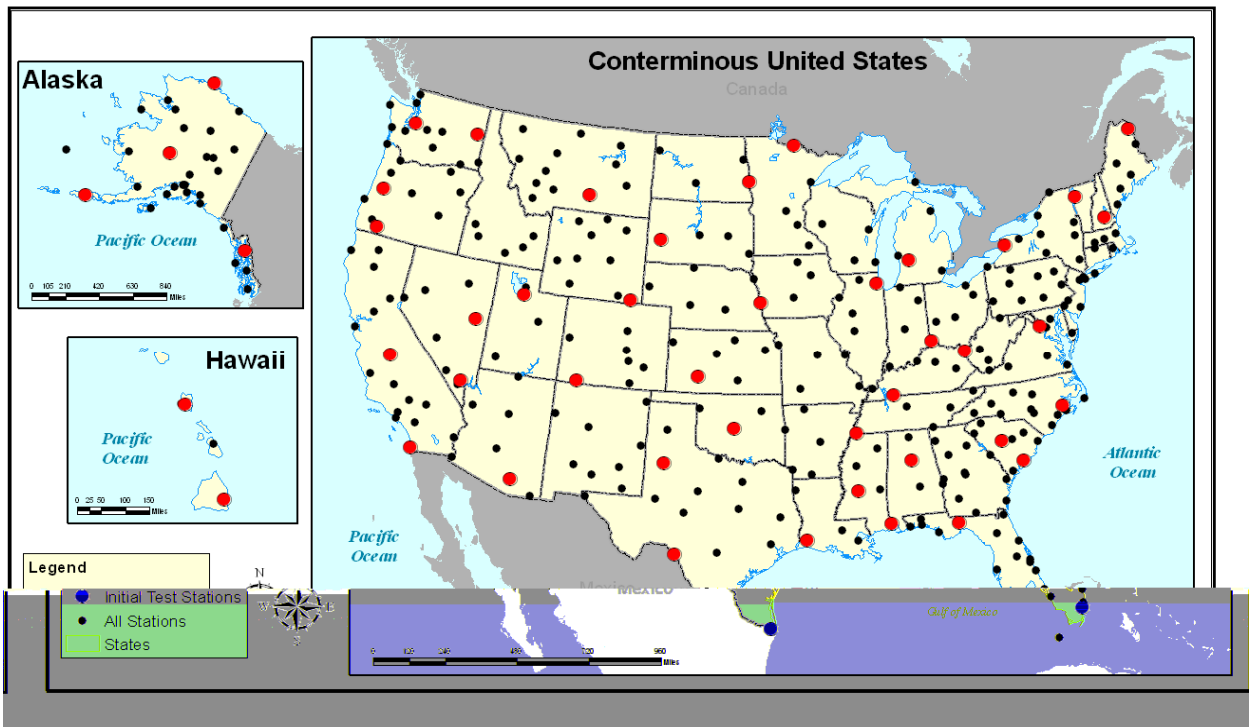 Conterminous United States
Canada
Alaska
Pacific Ocean
0 105 210 420 630 840
Miles
Hawaii
Pacific
Ocean
0 25 50 100 150
Miles
Atlantic
Ocean
Pacific
Ocean
Mexico
Gulf of Mexico
Legend
Initial Test Stations
All Stations
States
N
W E
S
0 120 240 480 720 960
Miles